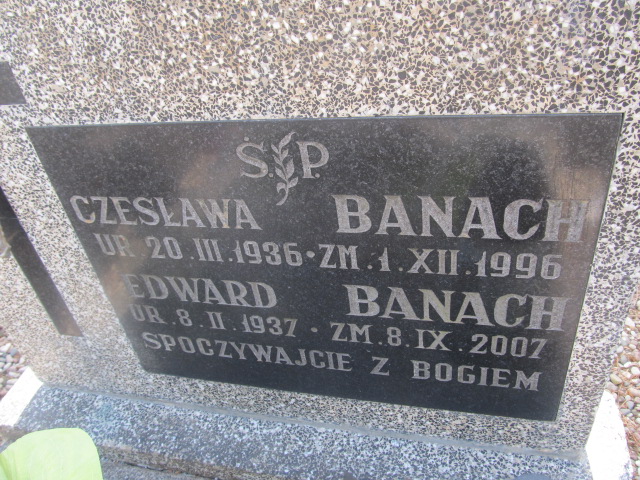 Ś.P.
CZESŁAWA BANACH
UR. 20.III.1936 · ZM. 1.XII.1996
EDWARD BANACH
UR. 8.II.1937 · ZM. 8.IX.2007
SPOCZYWAJCIE Z BOGIEM